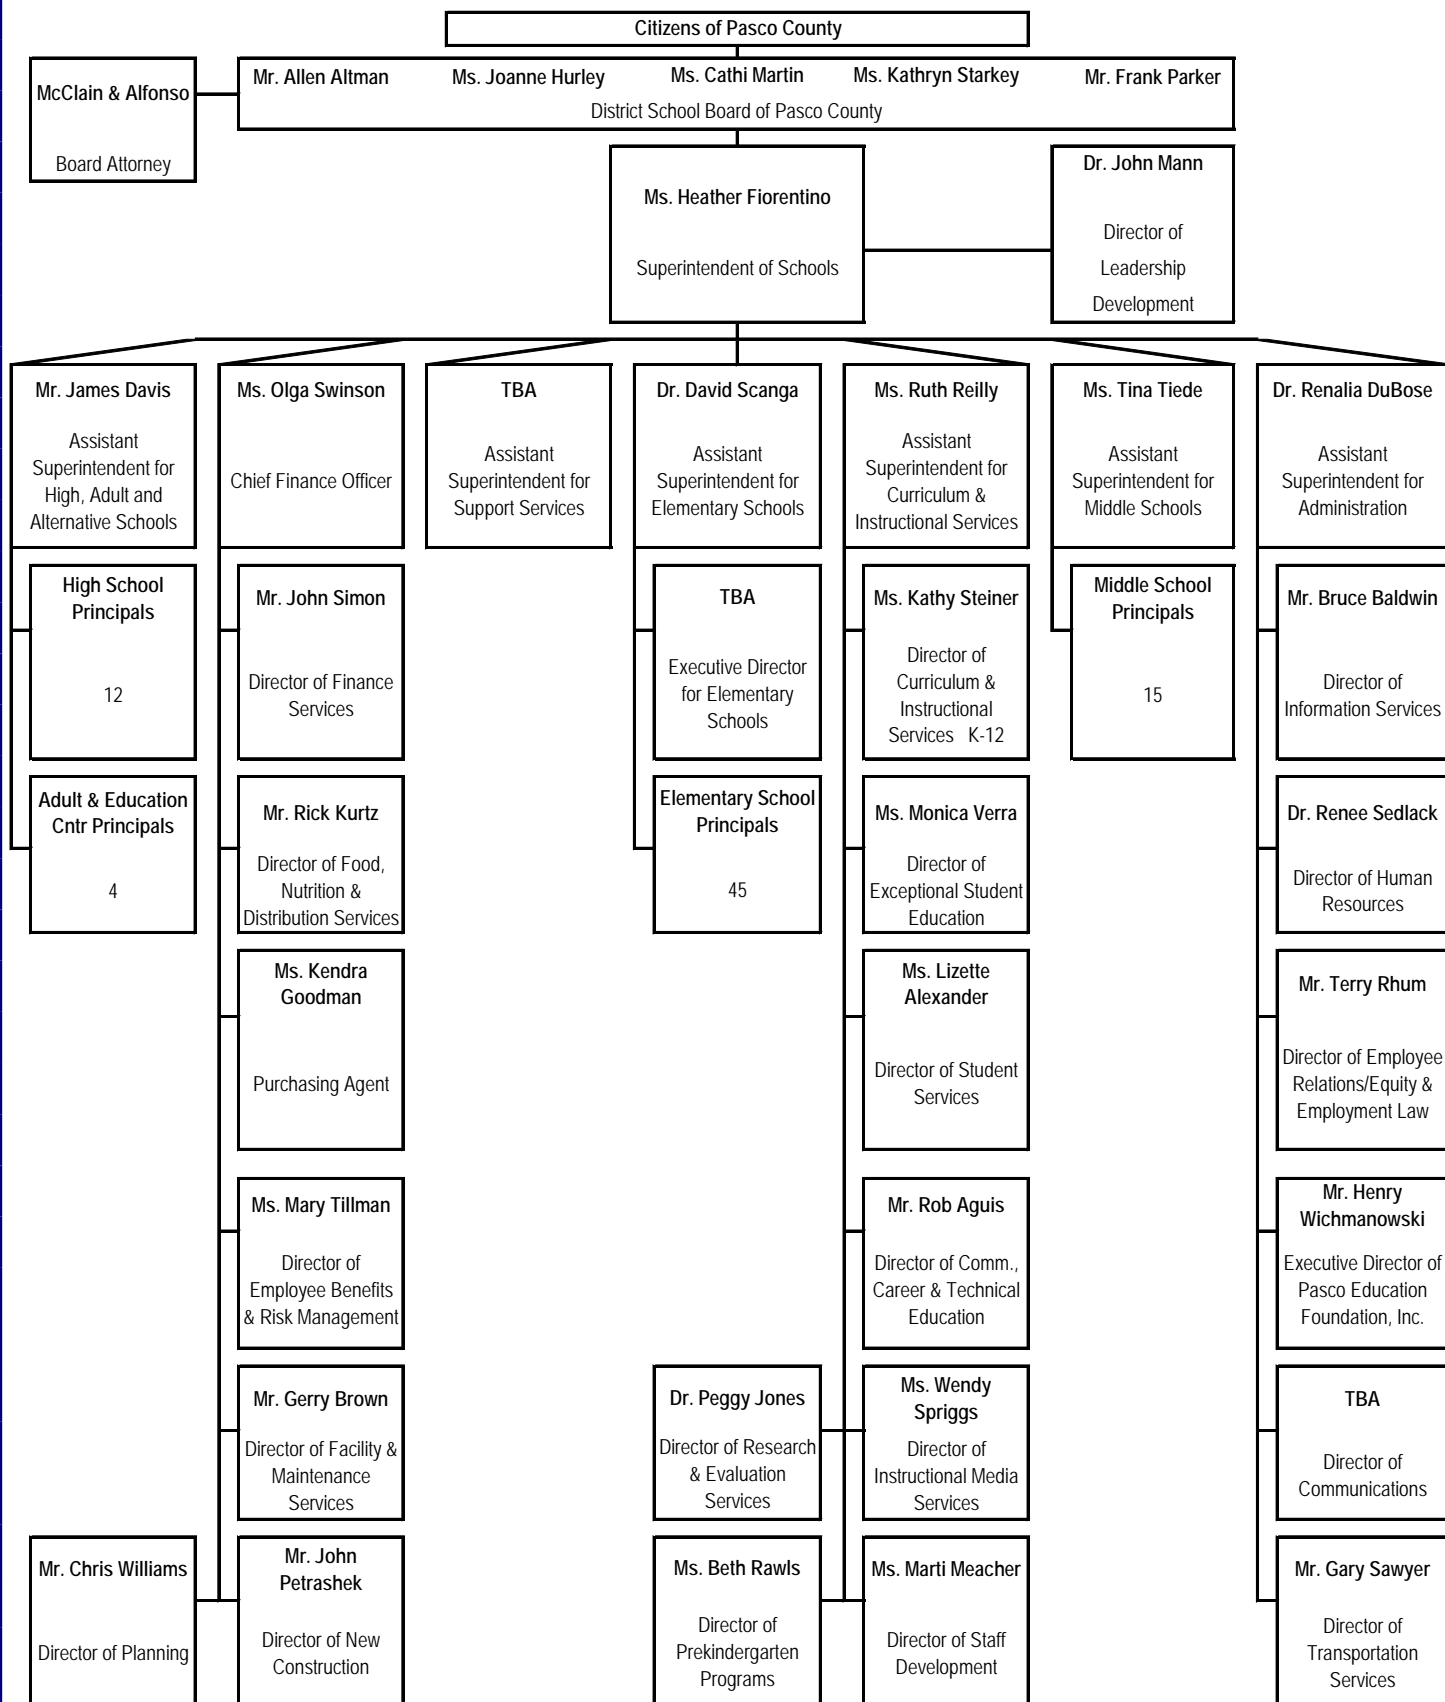 Citizens of Pasco County
McClain & Alfonso
Board Attorney
Mr. Allen Altman Ms. Joanne Hurley Ms. Cathi Martin Ms. Kathryn Starkey Mr. Frank Parker
District School Board of Pasco County
Ms. Heather Fiorentino
Superintendent of Schools
Dr. John Mann
Director of
Leadership
Development
Mr. James Davis
Assistant
Superintendent for
High, Adult and
Alternative Schools
Ms. Olga Swinson
Chief Finance Officer
TBA
Assistant
Superintendent for
Support Services
Dr. David Scanga
Assistant
Superintendent for
Elementary Schools
Ms. Ruth Reilly
Assistant
Superintendent for
Curriculum &
Instructional Services
Ms. Tina Tiede
Assistant
Superintendent for
Middle Schools
Dr. Renalia DuBose
Assistant
Superintendent for
Administration
High School
Principals
12
Mr. John Simon
Director of Finance
Services
TBA
Executive Director
for Elementary
Schools
Ms. Kathy Steiner
Director of
Curriculum &
Instructional
Services K-12
Middle School
Principals
15
Mr. Bruce Baldwin
Director of
Information Services
Adult & Education
Cntr Principals
4
Mr. Rick Kurtz
Director of Food,
Nutrition &
Distribution Services
Elementary School
Principals
45
Ms. Monica Verra
Director of
Exceptional Student
Education
Dr. Renee Sedlack
Director of Human
Resources
Ms. Kendra
Goodman
Purchasing Agent
Ms. Lizette
Alexander
Director of Student
Services
Mr. Terry Rhum
Director of Employee
Relations/Equity &
Employment Law
Ms. Mary Tillman
Director of
Employee Benefits
& Risk Management
Mr. Rob Aguis
Director of Comm.,
Career & Technical
Education
Mr. Henry
Wichmanowski
Executive Director of
Pasco Education
Foundation, Inc.
Mr. Gerry Brown
Director of Facility &
Maintenance
Services
Dr. Peggy Jones
Director of Research
& Evaluation
Services
Ms. Wendy
Spriggs
Director of
Instructional Media
Services
TBA
Director of
Communications
Mr. Chris Williams
Director of Planning
Mr. John
Petrashek
Director of New
Construction
Ms. Beth Rawls
Director of
Prekindergarten
Programs
Ms. Marti Meacher
Director of Staff
Development
Mr. Gary Sawyer
Director of
Transportation
Services